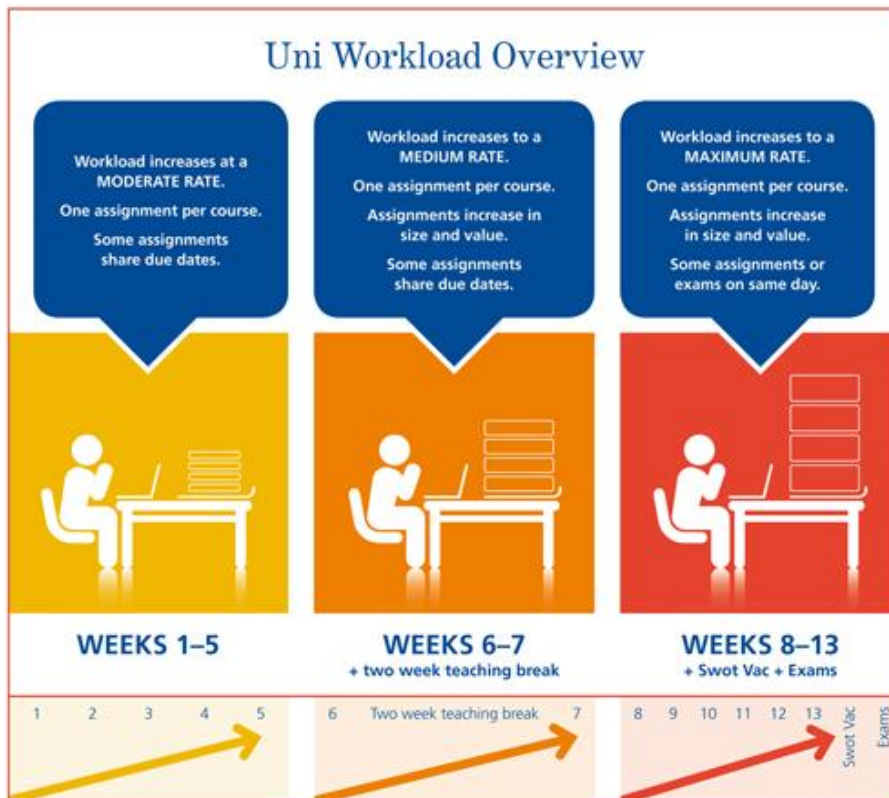 Uni Workload Overview
Workload increases at a
MODERATE RATE.
One assignment per course.
Some assignments
share due dates.
Workload increases to a
MEDIUM RATE.
One assignment per course.
Assignments increase in
size and value.
Some assignments
share due dates.
Workload increases to a
MAXIMUM RATE.
One assignment per course.
Assignments increase
in size and value.
Some assignments or
exams on same day.
WEEKS 1–5
WEEKS 6–7
+ two week teaching break
WEEKS 8–13
+ Swot Vac + Exams
1 2 3 4 5
6 Two week teaching break 7
8 9 10 11 12 13 Swot Vac Exams